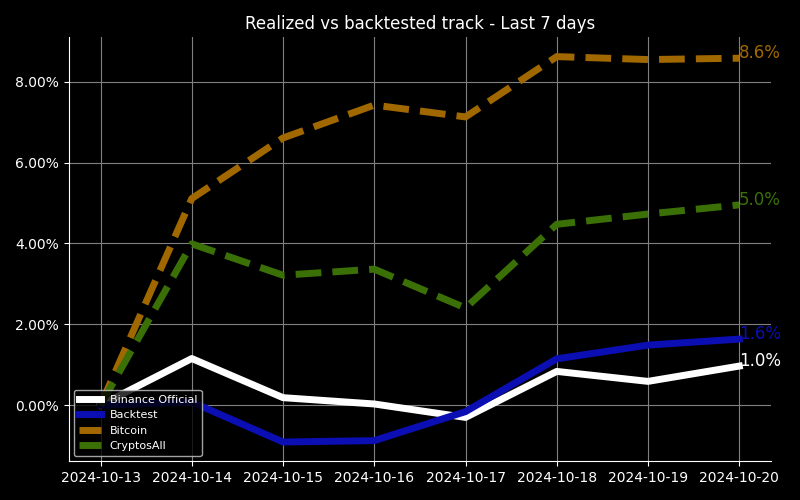 Realized vs backtested track - Last 7 days
8.00%
6.00%
4.00%
2.00%
0.00%
8.6%
5.0%
1.6%
1.0%
Binance Official
Backtest
Bitcoin
CryptosAll
2024-10-13 2024-10-14 2024-10-15 2024-10-16 2024-10-17 2024-10-18 2024-10-19 2024-10-20